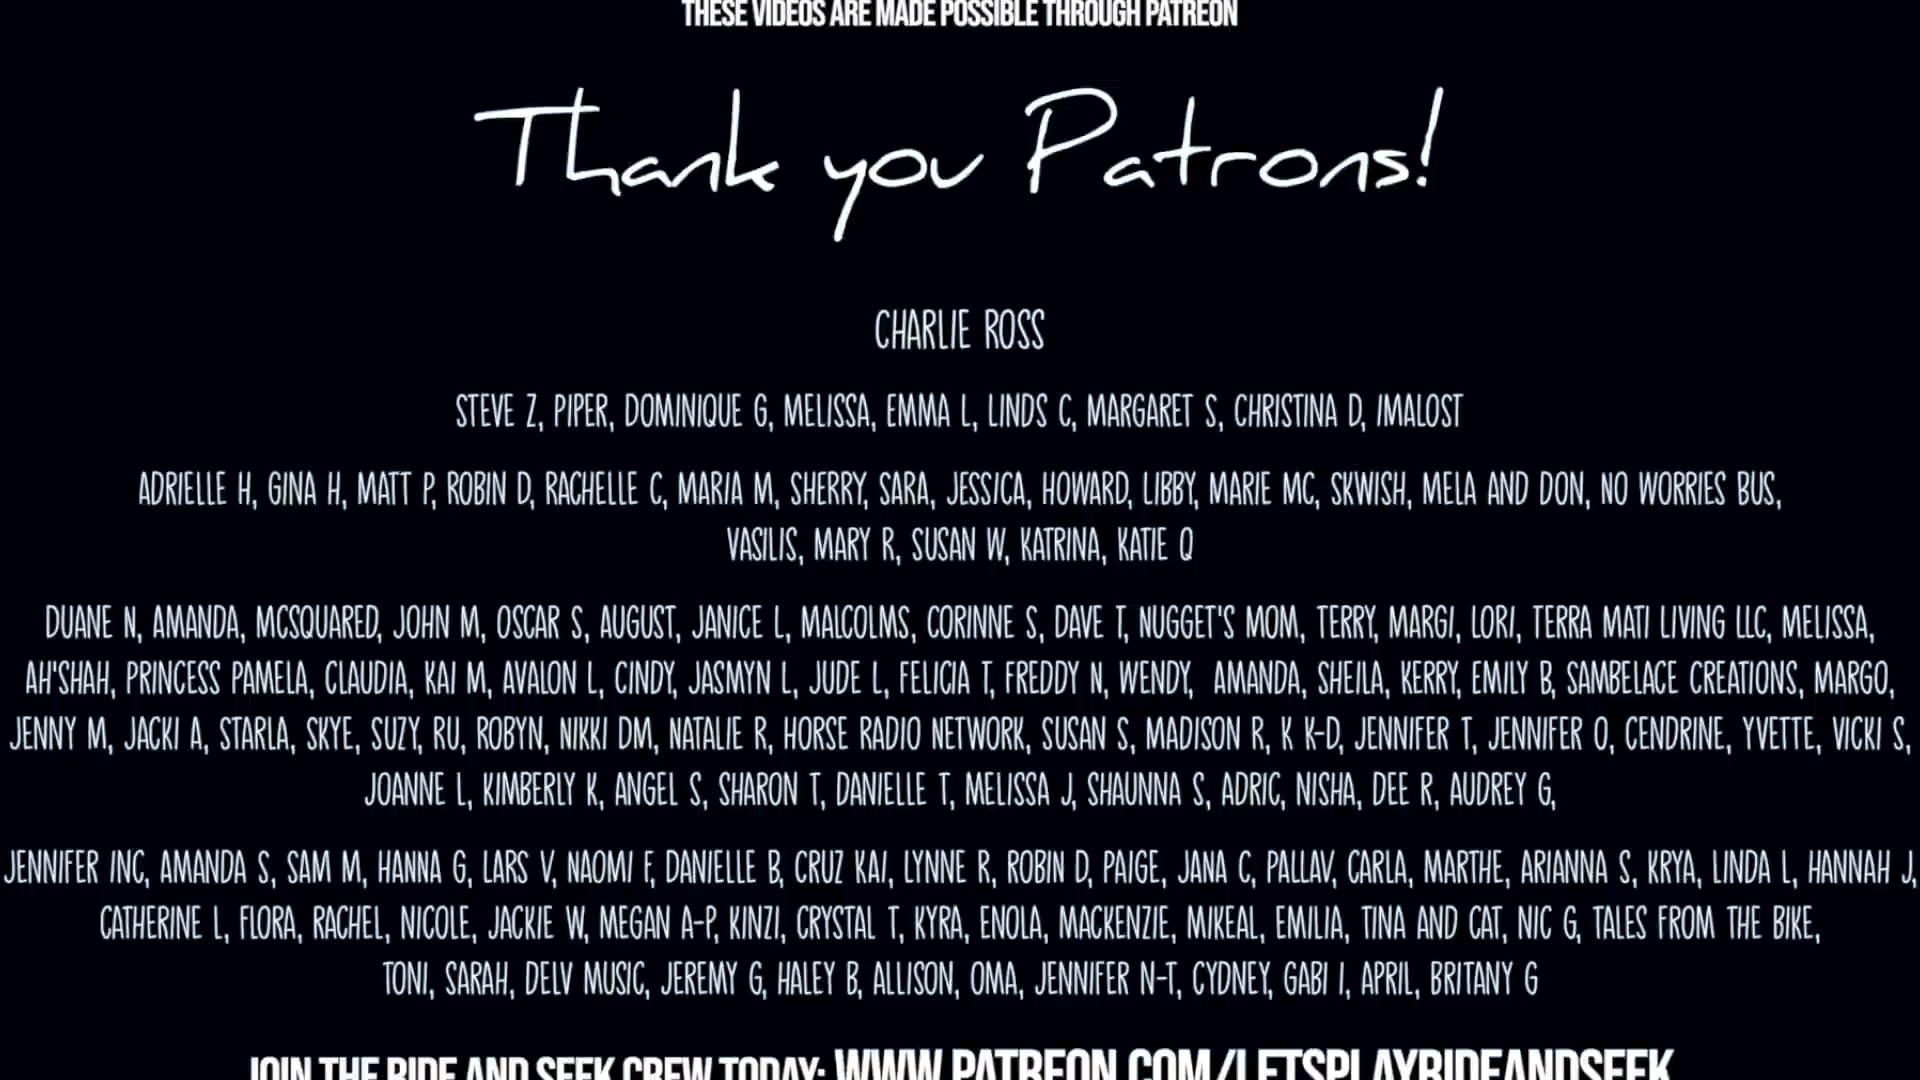 THESE VIDEOS ARE MADE POSSIBLE THROUGH PATREON
Thank you Patrons!
CHARLIE ROSS
STEVE Z, PIPER, DOMINIQUE G, MELISSA, EMMA L, LINDS C, MARGARET S, CHRISTINA D, IMALOST
ADRIELLE H, GINA H, MATT P, ROBIN D, RACHELLE C, MARIA M, SHERRY, SARA, JESSICA, HOWARD, LIBBY, MARIE MC, SKWISH, MELA AND DON, NO WORRIES BUS,
VASILIS, MARY R, SUSAN W, KATRINA, KATIE Q
DUANE N, AMANDA, MCSQUARED, JOHN M, OSCAR S, AUGUST, JANICE L, MALCOLMS, CORINNE S, DAVE T, NUGGET'S MOM, TERRY, MARGI, LORI, TERRA MATI LIVING LLC, MELISSA,
AH'SHAH, PRINCESS PAMELA, CLAUDIA, KAI M, AVALON L, CINDY, JASMYN L, JUDE L, FELICIA T, FREDDY N, WENDY, AMANDA, SHEILA, KERRY, EMILY B, SAMBELACE CREATIONS, MARGO,
JENNY M, JACKI A, STARLA, SKYE, SUZY, RU, ROBYN, NIKKI DM, NATALIE R, HORSE RADIO NETWORK, SUSAN S, MADISON R, K K-D, JENNIFER T, JENNIFER O, CENDRINE, YVETTE, VICKI S,
JOANNE L, KIMBERLY K, ANGEL S, SHARON T, DANIELLE T, MELISSA J, SHAUNNA S, ADRIC, NISHA, DEE R, AUDREY G,
JENNIFER INC, AMANDA S, SAM M, HANNA G, LARS V, NAOMI F, DANIELLE B, CRUZ KAI, LYNNE R, ROBIN D, PAIGE, JANA C, PALLAV, CARLA, MARTHE, ARIANNA S, KRYA, LINDA L, HANNAH J,
CATHERINE L, FLORA, RACHEL, NICOLE, JACKIE W, MEGAN A-P, KINZI, CRYSTAL T, KYRA, ENOLA, MACKENZIE, MIKEAL, EMILIA, TINA AND CAT, NIC G, TALES FROM THE BIKE,
TONI, SARAH, DELV MUSIC, JEREMY G, HALEY B, ALLISON, OMA, JENNIFER N-T, CYDNEY, GABI I, APRIL, BRITANY G
JOIN THE RIDE AND SEEK CREW TODAY: WWW.PATREON.COM/LETSPLAYRIDEANDSEEK